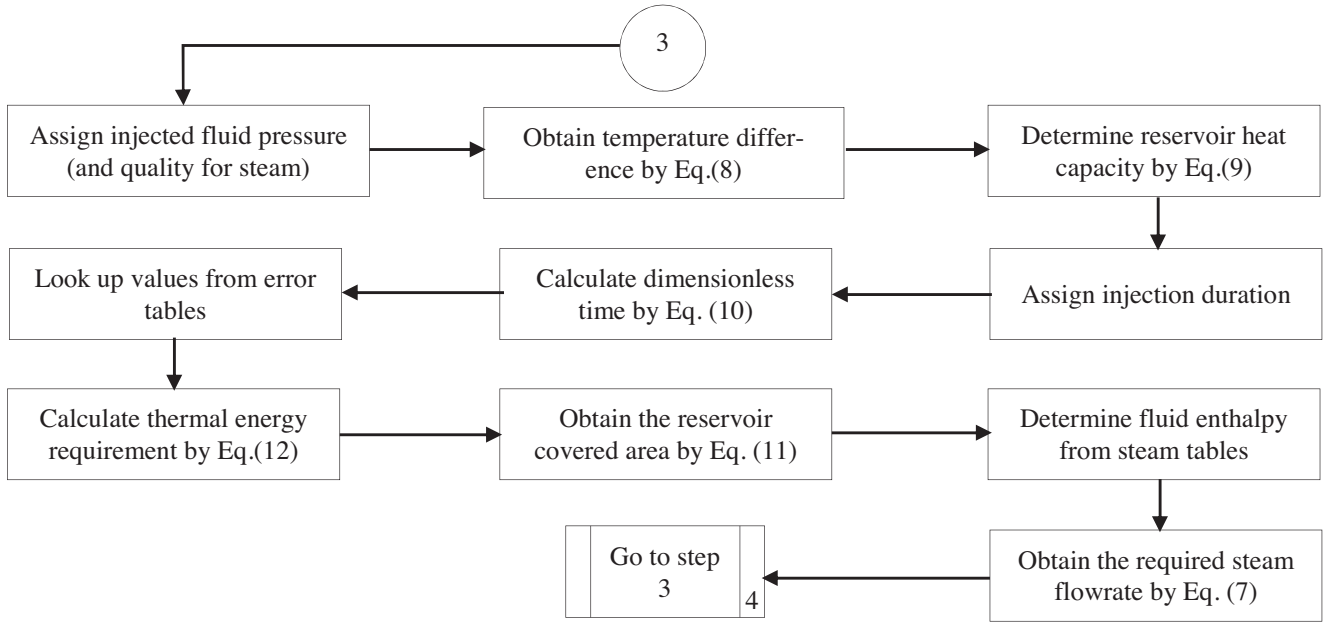 3
Assign injected fluid pressure
(and quality for steam)
Obtain temperature differ-
ence by Eq.(8)
Determine reservoir heat
capacity by Eq.(9)
Assign injection duration
Calculate dimensionless
time by Eq. (10)
Look up values from error
tables
Calculate thermal energy
requirement by Eq.(12)
Obtain the reservoir
covered area by Eq. (11)
Determine fluid enthalpy
from steam tables
Obtain the required steam
flowrate by Eq. (7)
Go to step
3
4